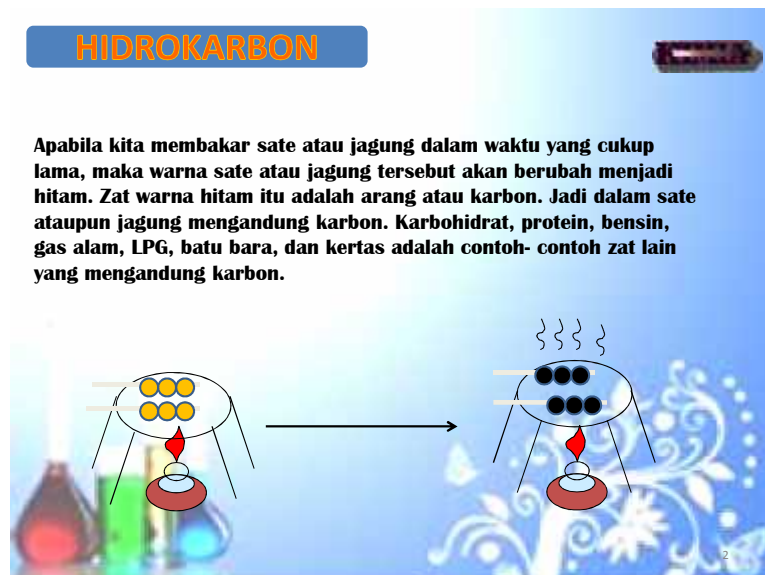 HIDROKARBON
Apabila kita membakar sate atau jagung dalam waktu yang cukup
lama, maka warna sate atau jagung tersebut akan berubah menjadi
hitam. Zat warna hitam itu adalah arang atau karbon. Jadi dalam sate
ataupun jagung mengandung karbon. Karbohidrat, protein, bensin,
gas alam, LPG, batu bara, dan kertas adalah contoh- contoh zat lain
yang mengandung karbon.
2